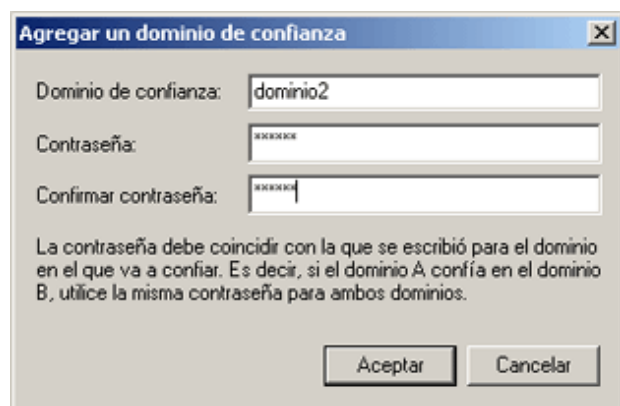 Agregar un dominio de confianza
Dominio de confianza: dominio2
Contraseña: ******
Confirmar contraseña: ******
La contraseña debe coincidir con la que se escribió para el dominio
en el que va a confiar. Es decir, si el dominio A confía en el dominio
B, utilice la misma contraseña para ambos dominios.
Aceptar Cancelar